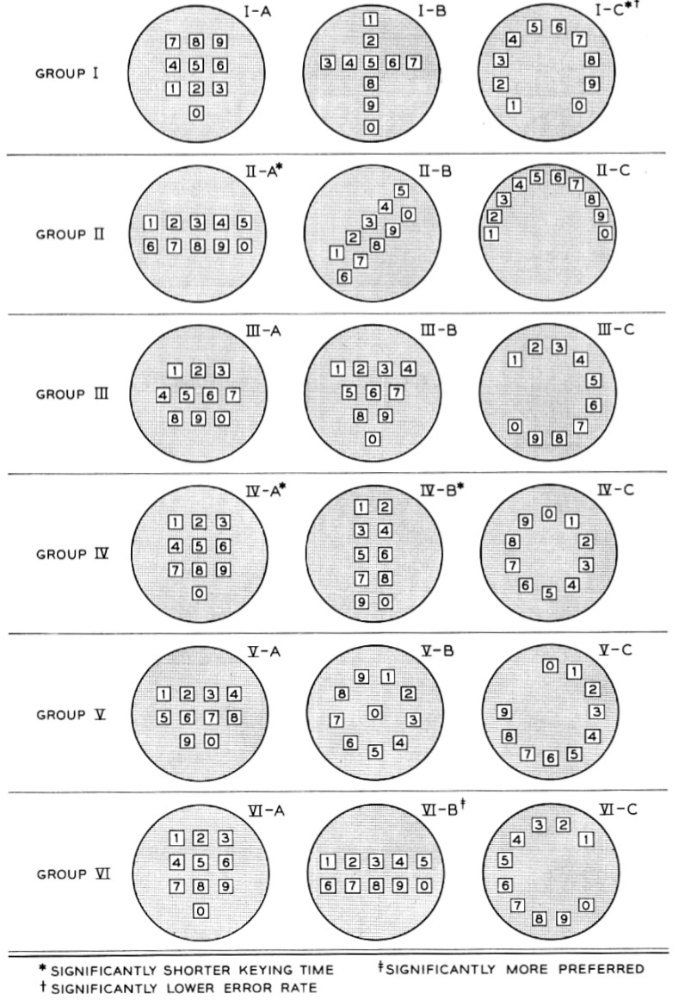 GROUP I
I-A
7 8 9
4 5 6
1 2 3
0
I-B
1
2
3 4 5 6 7
8
9
0
I-C*†
1 2 3 4 5 6 7 8 9 0
GROUP II
II-A*
1 2 3 4 5
6 7 8 9 0
II-B
1 2 3 4 5
6 7 8 9 0
II-C
1 2 3 4 5 6 7 8 9 0
GROUP III
III-A
1 2 3
4 5 6 7
8 9 0
III-B
1 2 3 4
5 6 7
8 9
0
III-C
1 2 3 4 5 6 7 8 9 0
GROUP IV
IV-A*
1 2 3
4 5 6
7 8 9
0
IV-B*
1 2
3 4
5 6
7 8
9 0
IV-C
0 1 2 3 4 5 6 7 8 9
GROUP V
V-A
1 2 3 4
5 6 7 8
9 0
V-B
1 2 3 4 5 6 7 8 9
0
V-C
0 1 2 3 4 5 6 7 8 9
GROUP VI
VI-A
1 2 3
4 5 6
7 8 9
0
VI-B‡
1 2 3 4 5
6 7 8 9 0
VI-C
1 2 3 4 5 6 7 8 9 0
* SIGNIFICANTLY SHORTER KEYING TIME
‡ SIGNIFICANTLY MORE PREFERRED
† SIGNIFICANTLY LOWER ERROR RATE